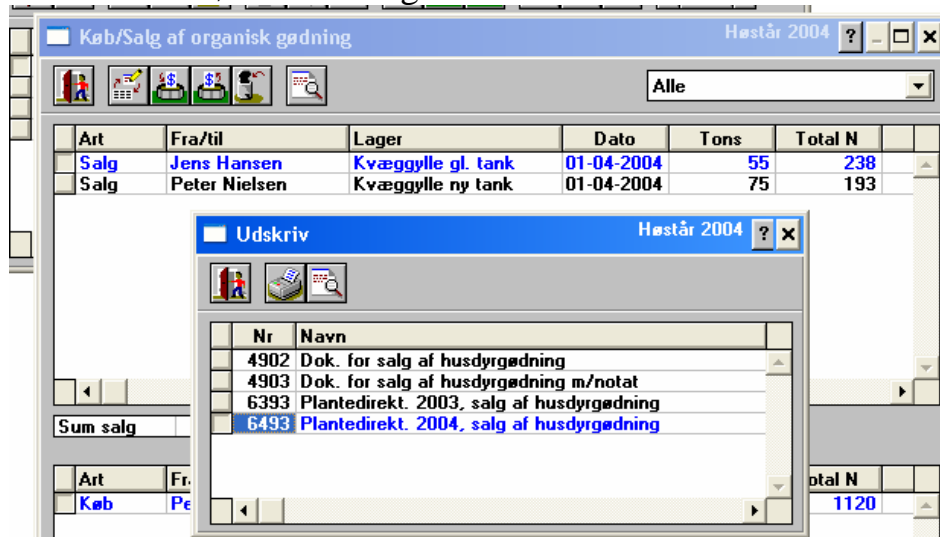 Køb/Salg af organisk gødning Høstår 2004
Alle
Art Fra/til Lager Dato Tons Total N
Salg Jens Hansen Kvæggylle gl. tank 01-04-2004 55 238
Salg Peter Nielsen Kvæggylle ny tank 01-04-2004 75 193
Udskriv Høstår 2004
Nr Navn
4902 Dok. for salg af husdyrgødning
4903 Dok. for salg af husdyrgødning m/notat
6393 Plantedirekt. 2003, salg af husdyrgødning
6493 Plantedirekt. 2004, salg af husdyrgødning
Sum salg
Art Fr otal N
Køb Pe 1120